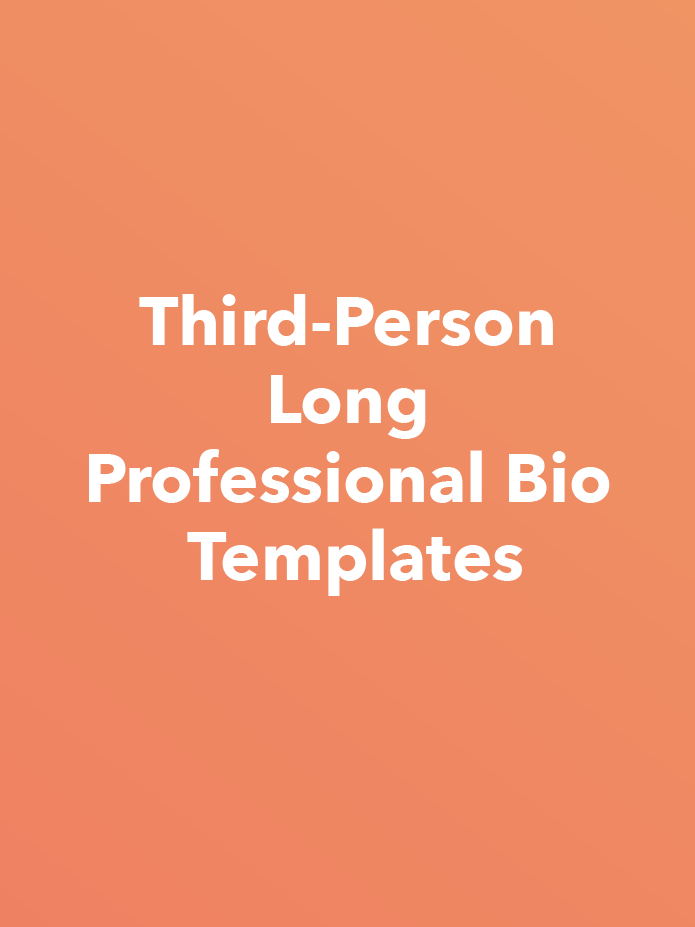 Third-Person
Long
Professional Bio
Templates